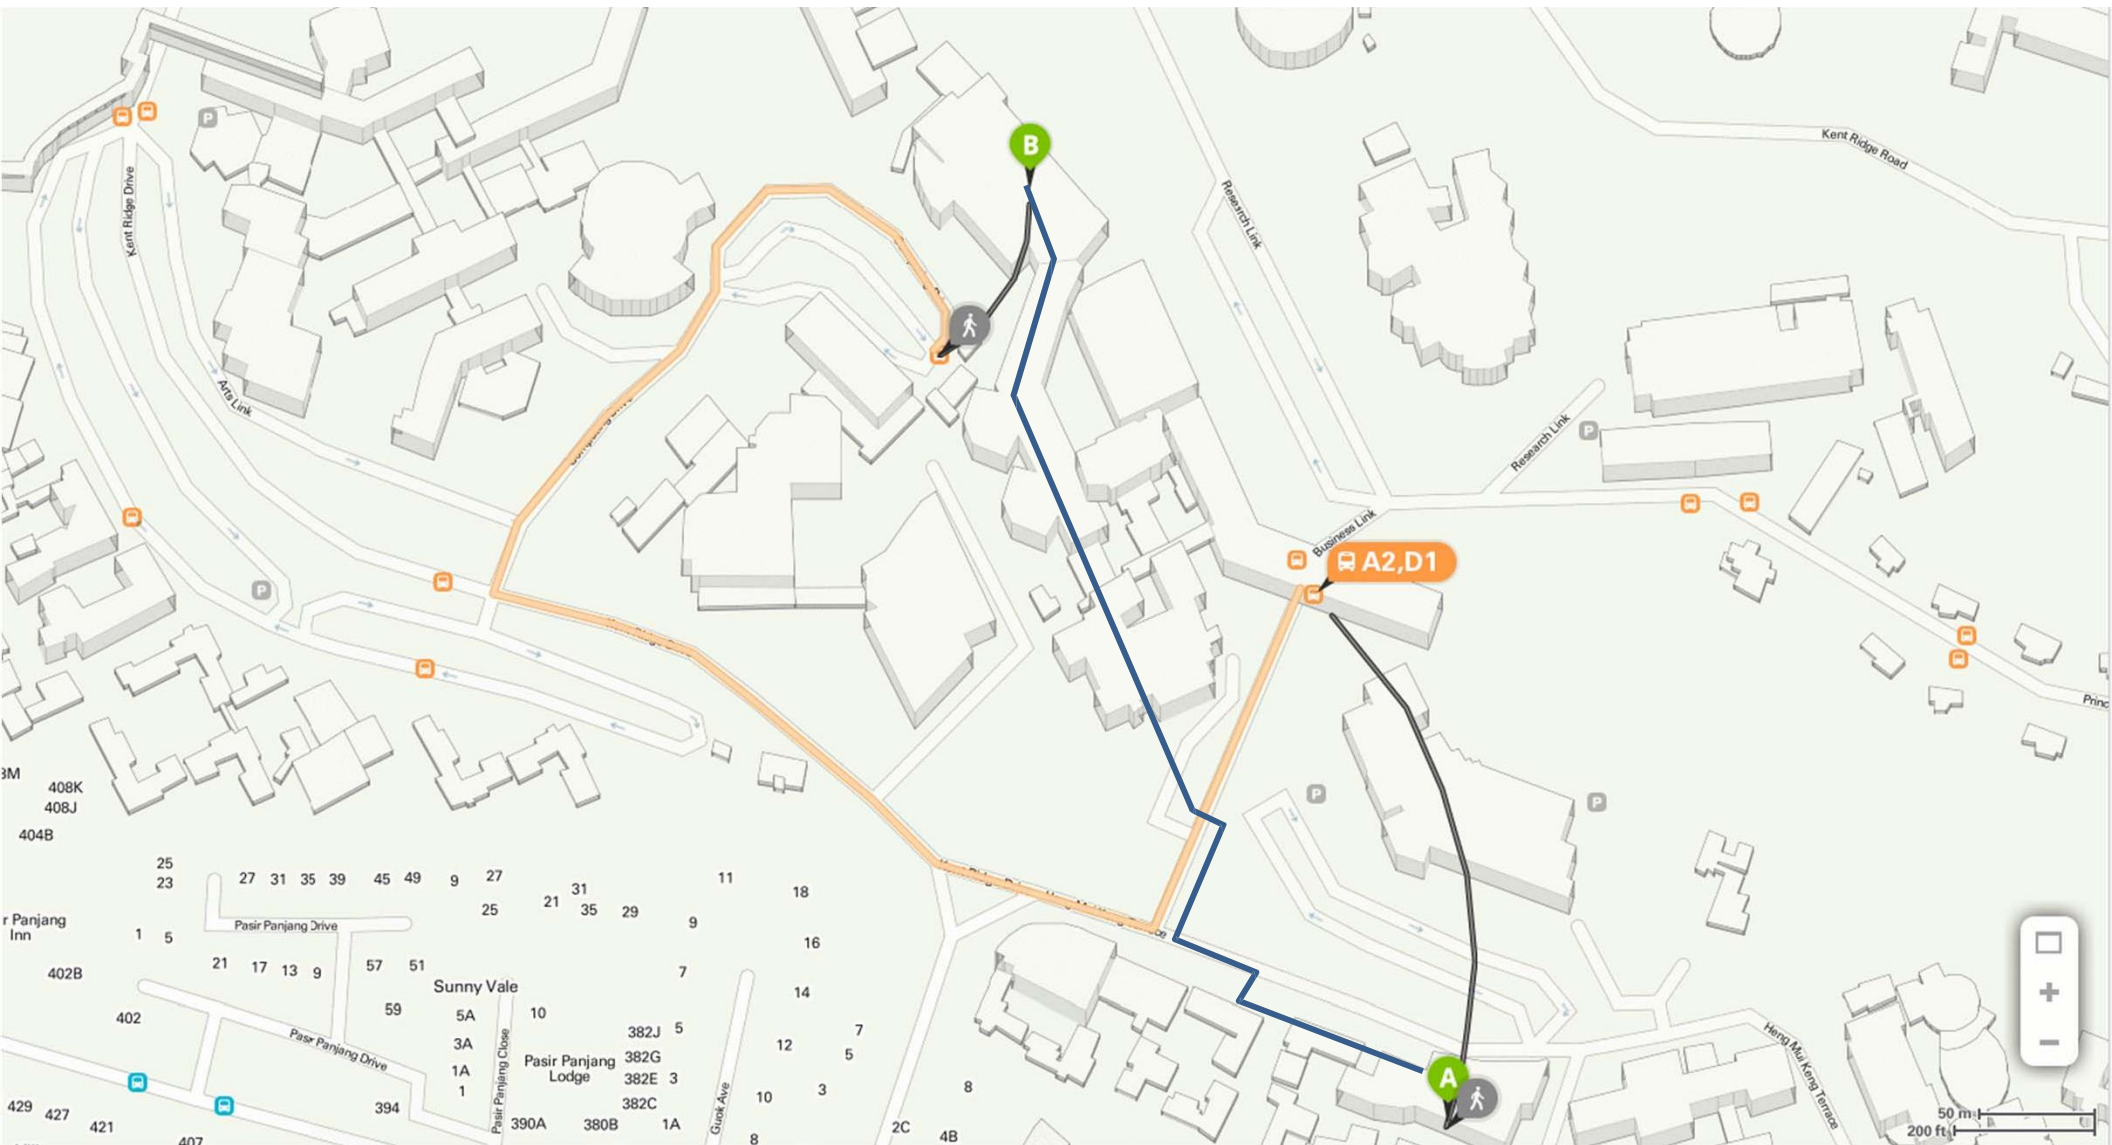 P
B
Kent Ridge Road
Kent Ridge Drive
Research Link
Arts Link
P
Research Link
Business Link
A2,D1
P
Princ
P
P
3M
408K
408J
404B
25
23
27
31
35
39
45
49
9
27
25
21
31
35
29
11
18
9
16
r Panjang
Inn
1
5
Pasir Panjang Drive
402B
21
17
13
9
57
51
7
14
Sunny Vale
402
59
5A
10
382J
5
12
7
5
3A
Pasir Panjang Drive
Pasir Panjang Close
Pasir Panjang
Lodge
382G
382E
3
382C
1A
1
Guok Ave
10
3
8
A
Heng Mui Keng Terrace
429
427
421
407
394
390A
380B
1A
8
2C
4B
50 m
200 ft